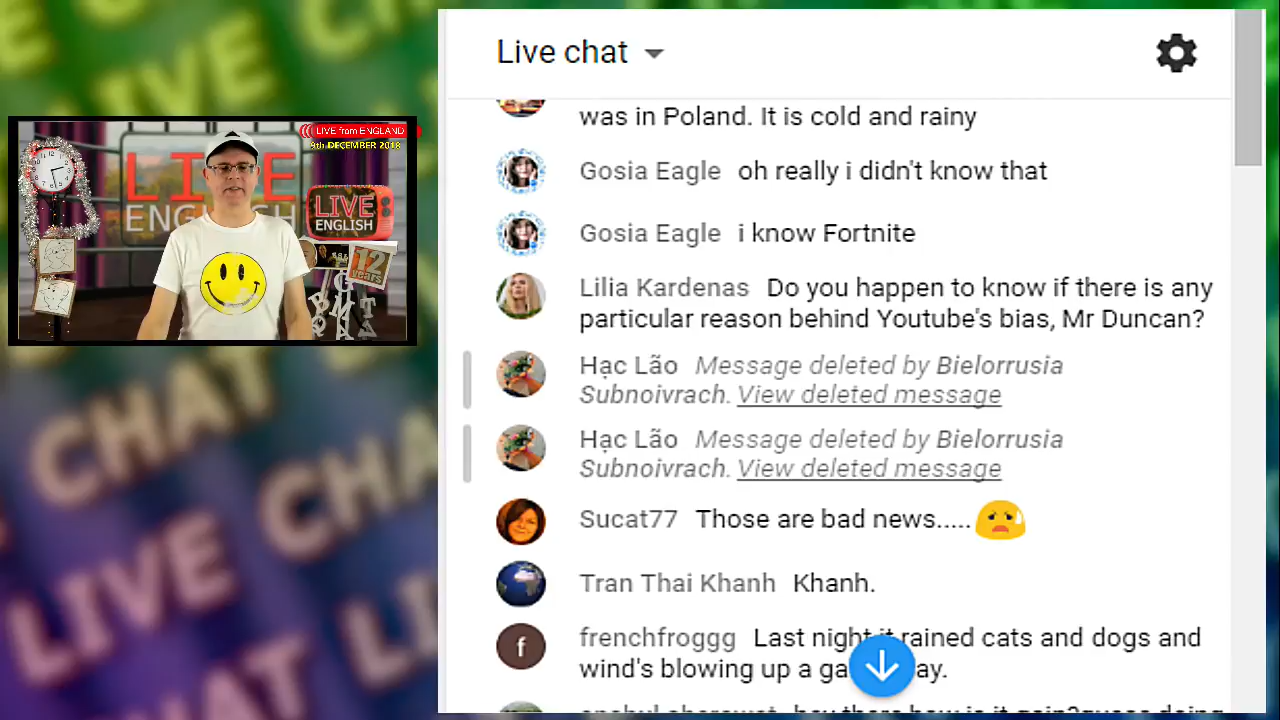 LIVE from ENGLAND
9th DECEMBER 2018
LIVE
ENGLISH
LIVE
ENGLISH
12
years
Live chat
was in Poland. It is cold and rainy
Gosia Eagle oh really i didn't know that
Gosia Eagle i know Fortnite
Lilia Kardenas Do you happen to know if there is any
particular reason behind Youtube's bias, Mr Duncan?
Hạc Lão Message deleted by Bielorrusia
Subnoivrach. View deleted message
Hạc Lão Message deleted by Bielorrusia
Subnoivrach. View deleted message
Sucat77 Those are bad news.....
Tran Thai Khanh Khanh.
f
frenchfroggg Last night it rained cats and dogs and
wind's blowing up a
LIVE
CHAT
LIVE
CHAT